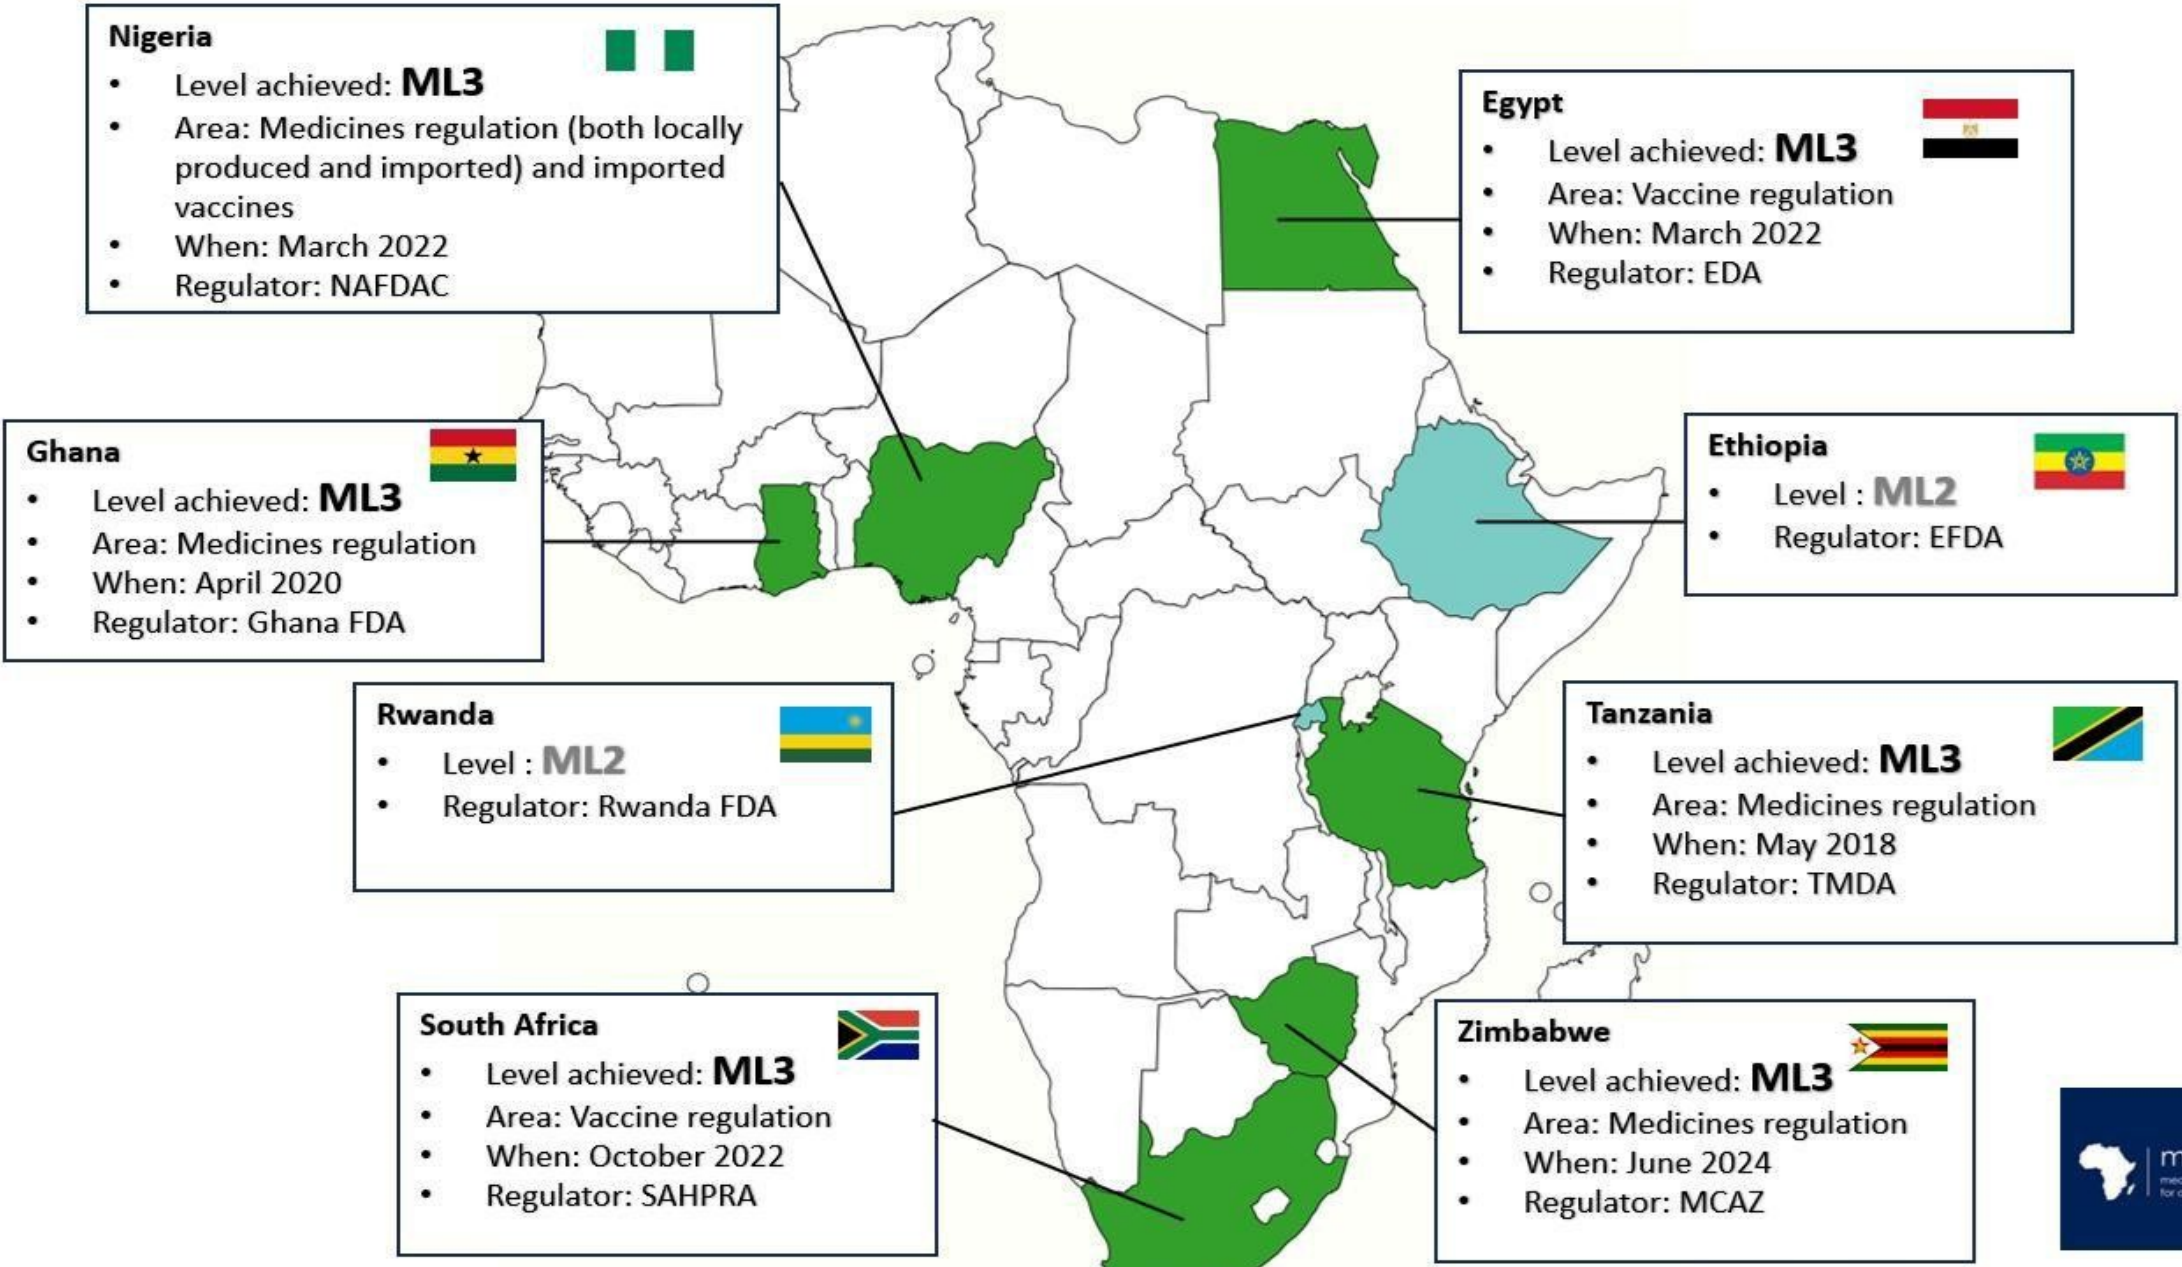 Nigeria
• Level achieved: ML3
• Area: Medicines regulation (both locally
produced and imported) and imported
vaccines
• When: March 2022
• Regulator: NAFDAC
Egypt
• Level achieved: ML3
• Area: Vaccine regulation
• When: March 2022
• Regulator: EDA
Ghana
• Level achieved: ML3
• Area: Medicines regulation
• When: April 2020
• Regulator: Ghana FDA
Ethiopia
• Level : ML2
• Regulator: EFDA
Rwanda
• Level : ML2
• Regulator: Rwanda FDA
Tanzania
• Level achieved: ML3
• Area: Medicines regulation
• When: May 2018
• Regulator: TMDA
South Africa
• Level achieved: ML3
• Area: Vaccine regulation
• When: October 2022
• Regulator: SAHPRA
Zimbabwe
• Level achieved: ML3
• Area: Medicines regulation
• When: June 2024
• Regulator: MCAZ